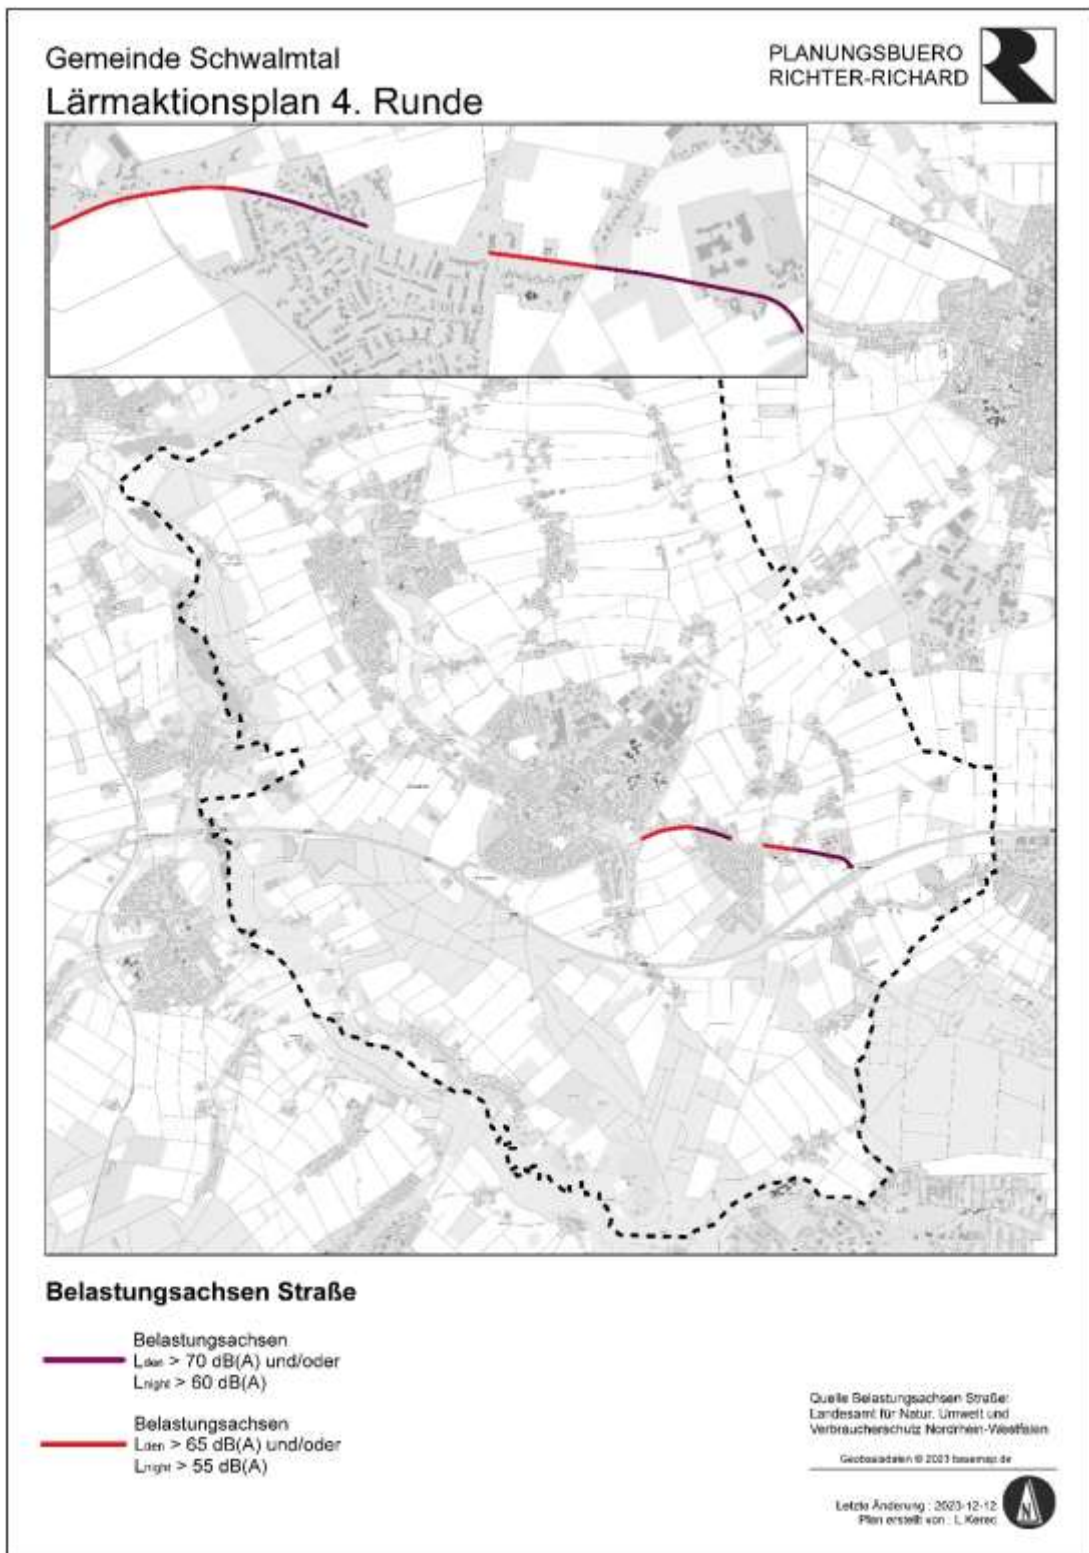 Gemeinde Schwalmtal
Lärmaktionsplan 4. Runde
PLANUNGSBUERO
RICHTER-RICHARD
Belastungsachsen Straße
Belastungsachsen
Lden > 70 dB(A) und/oder
Lnight > 60 dB(A)
Belastungsachsen
Lden > 65 dB(A) und/oder
Lnight > 55 dB(A)
Quelle Belastungsachsen Straße:
Landesamt für Natur, Umwelt und
Verbraucherschutz Nordrhein-Westfalen
Geobasisdaten © 2023 basemap.de
Letzte Änderung : 2023-12-12
Plan erstellt von : L.Kerec
N